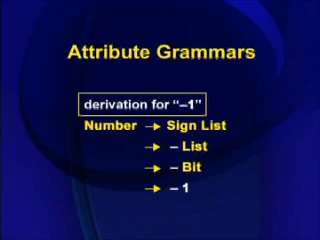 Attribute Grammars
derivation for “–1”
Number → Sign List
→ – List
→ – Bit
→ – 1